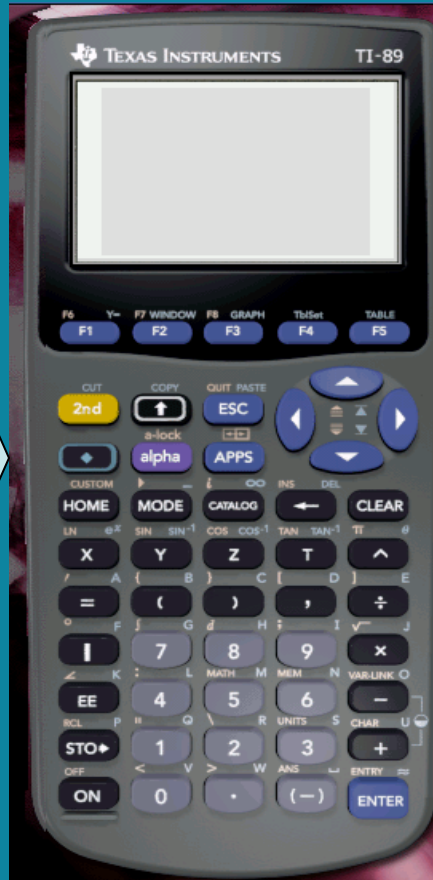 TEXAS INSTRUMENTS TI-89
F6 Y= F7 WINDOW F8 GRAPH TblSet TABLE
F1 F2 F3 F4 F5
CUT COPY QUIT PASTE
2nd ESC
a-lock
alpha APPS
CUSTOM ▶ _ i ∞ INS DEL
HOME MODE CATALOG ← CLEAR
LN eˣ SIN SIN⁻¹ COS COS⁻¹ TAN TAN⁻¹ π θ
X Y Z T ^
′ A { B } C [ D ] E
= ( ) , ÷
° F ∫ G d H ; I √ J
| 7 8 9 ×
∠ K : L MATH M MEM N VAR-LINK O
EE 4 5 6 −
RCL P " Q \ R UNITS S CHAR U
STO▸ 1 2 3 +
OFF < V > W ANS ENTRY ≈
ON 0 . (−) ENTER